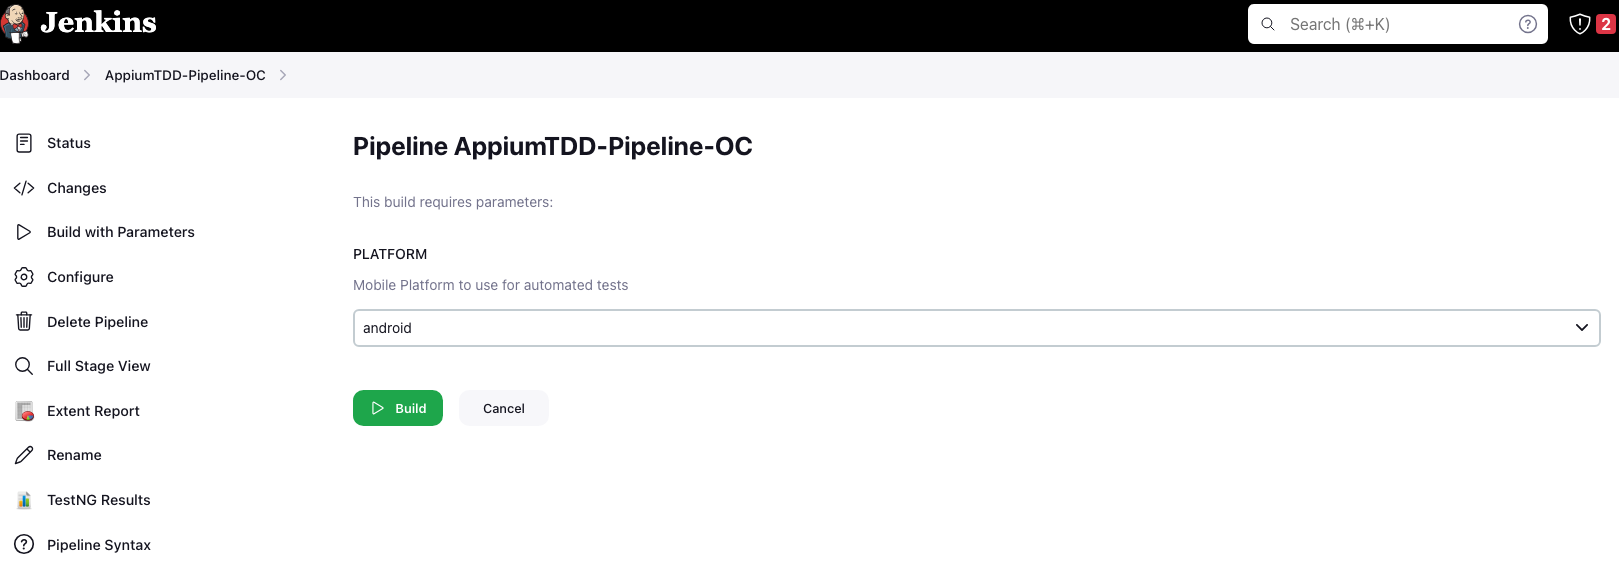 Jenkins
Search (⌘+K)
2
Dashboard
AppiumTDD-Pipeline-OC
Status
Changes
Build with Parameters
Configure
Delete Pipeline
Full Stage View
Extent Report
Rename
TestNG Results
Pipeline Syntax
Pipeline AppiumTDD-Pipeline-OC
This build requires parameters:
PLATFORM
Mobile Platform to use for automated tests
android
Build
Cancel